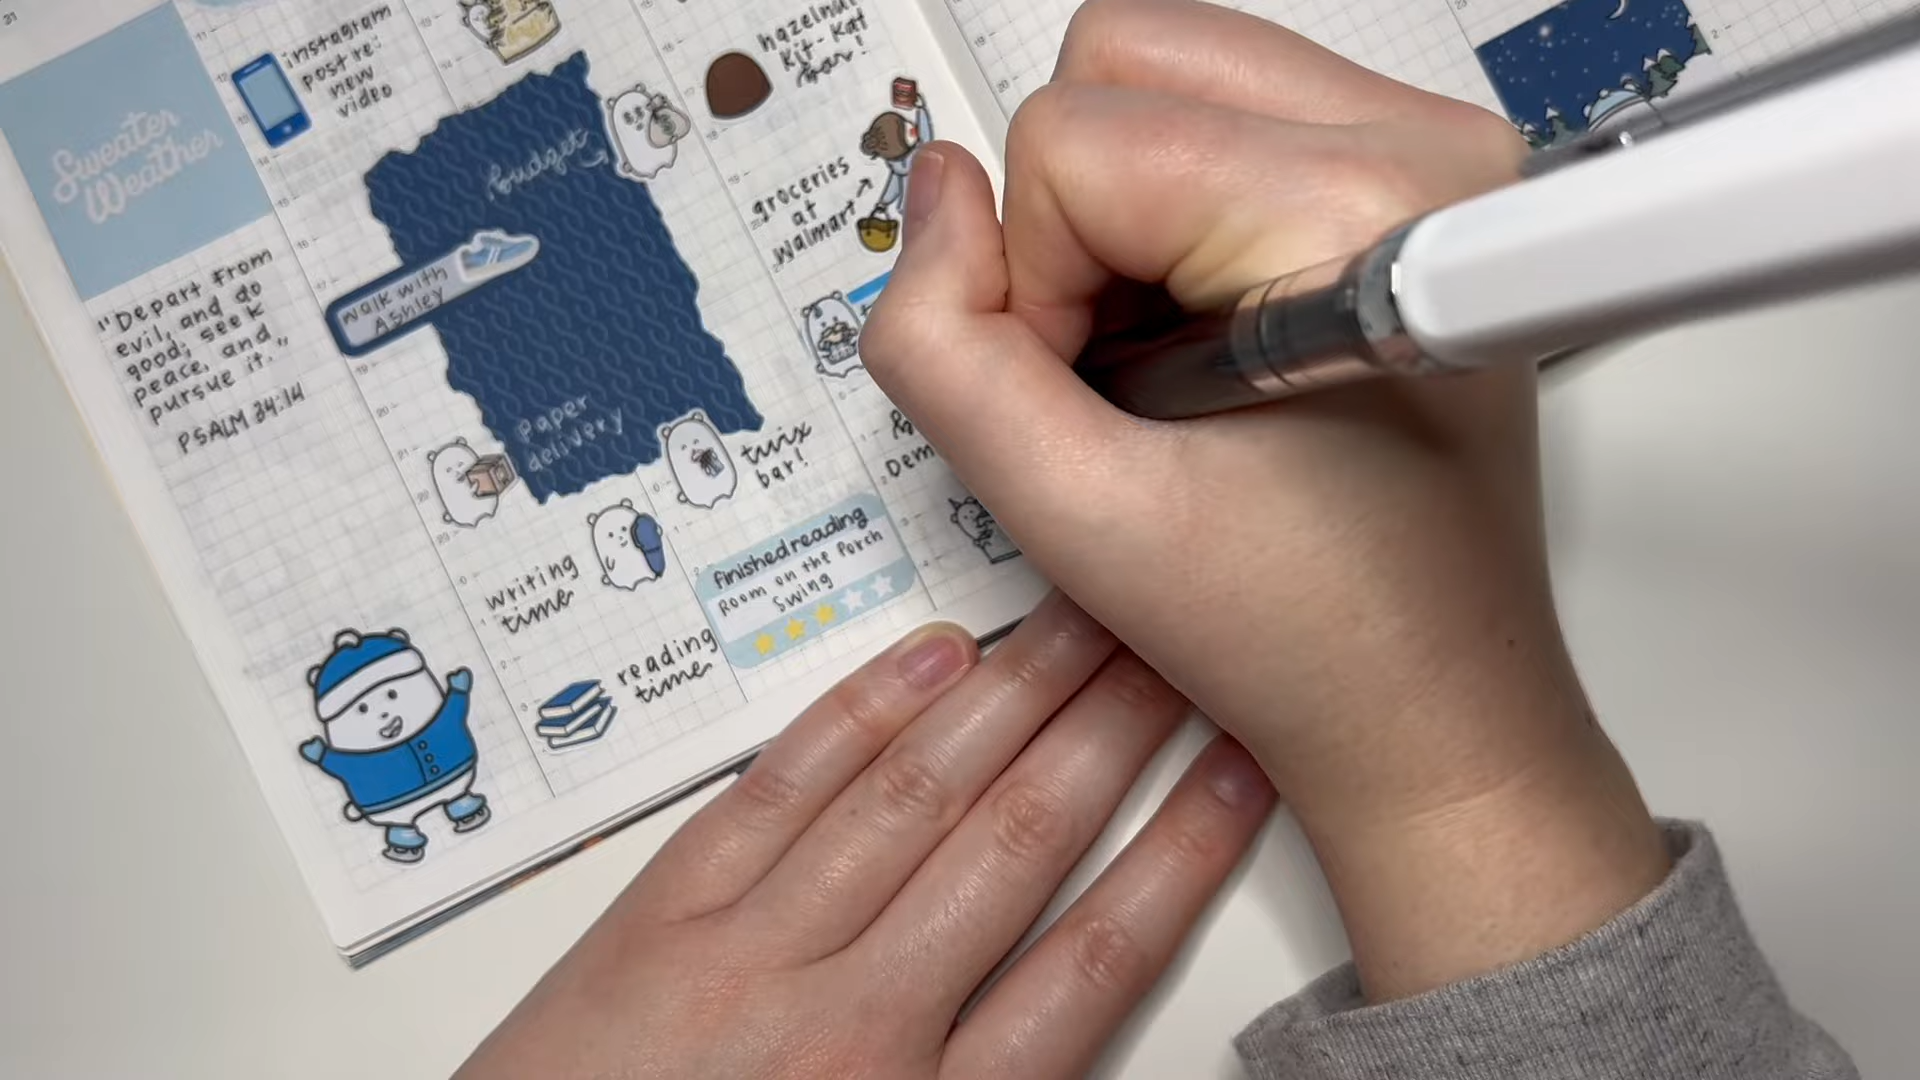 Sweater
Weather
"Depart from
evil, and do
good; seek
peace, and
pursue it."
PSALM 34:14
instagram
post re:
new
video
budget
walk with
Ashley
Paper
delivery
writing
time
reading
time
hazelnut
Kit-Kat
bar!
twix
bar!
finished reading
Room on the Porch
Swing
groceries
at
Walmart